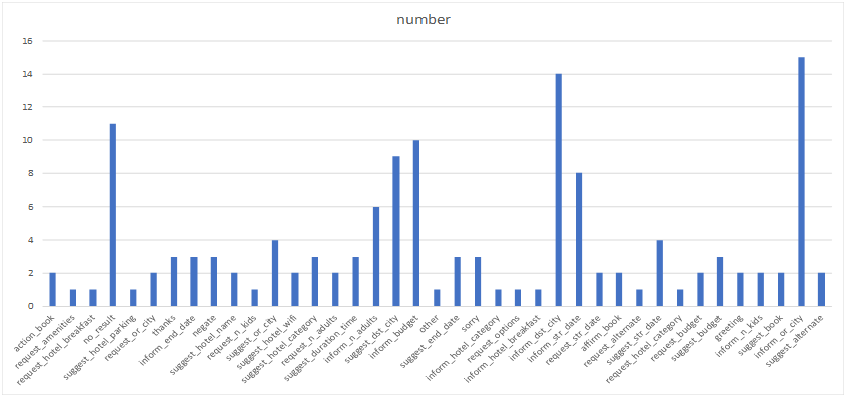 number
16
14
12
10
8
6
4
2
0
action_book
request_amenities
request_hotel_breakfast
no_result
suggest_hotel_parking
request_or_city
thanks
inform_end_date
negate
suggest_hotel_name
request_n_kids
suggest_or_city
suggest_hotel_wifi
suggest_hotel_category
request_n_adults
suggest_duration_time
inform_n_adults
suggest_dst_city
inform_budget
other
suggest_end_date
sorry
inform_hotel_category
request_options
inform_hotel_breakfast
inform_dst_city
inform_str_date
request_str_date
affirm_book
request_alternate
suggest_str_date
request_hotel_category
request_budget
suggest_budget
greeting
inform_n_kids
suggest_book
inform_or_city
suggest_alternate